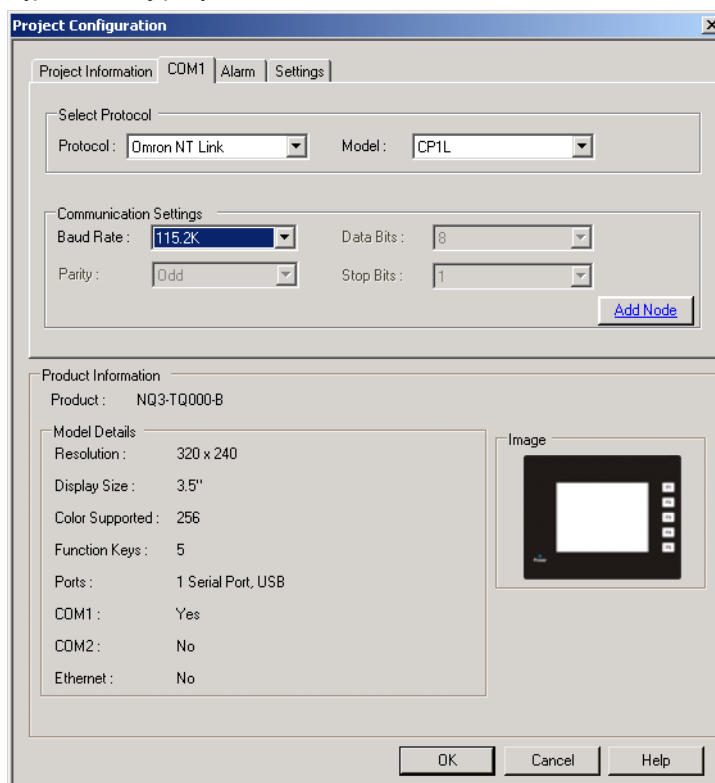 Project Configuration
Project Information COM1 Alarm Settings
Select Protocol
Protocol : Omron NT Link Model : CP1L
Communication Settings
Baud Rate : 115.2K Data Bits : 8
Parity : Odd Stop Bits : 1
Add Node
Product Information
Product : NQ3-TQ000-B
Model Details
Resolution : 320 x 240
Display Size : 3.5''
Color Supported : 256
Function Keys : 5
Ports : 1 Serial Port, USB
COM1 : Yes
COM2 : No
Ethernet : No
Image
OK Cancel Help